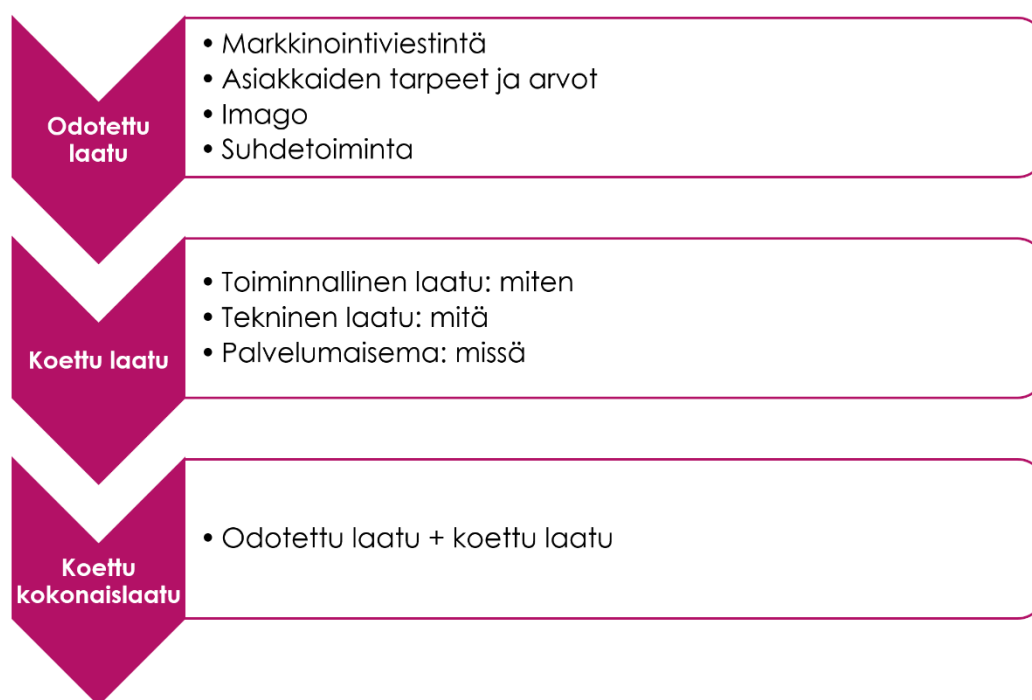 Odotettu
laatu
• Markkinointiviestintä
• Asiakkaiden tarpeet ja arvot
• Imago
• Suhdetoiminta
Koettu laatu
• Toiminnallinen laatu: miten
• Tekninen laatu: mitä
• Palvelumaisema: missä
Koettu
kokonaislaatu
• Odotettu laatu + koettu laatu